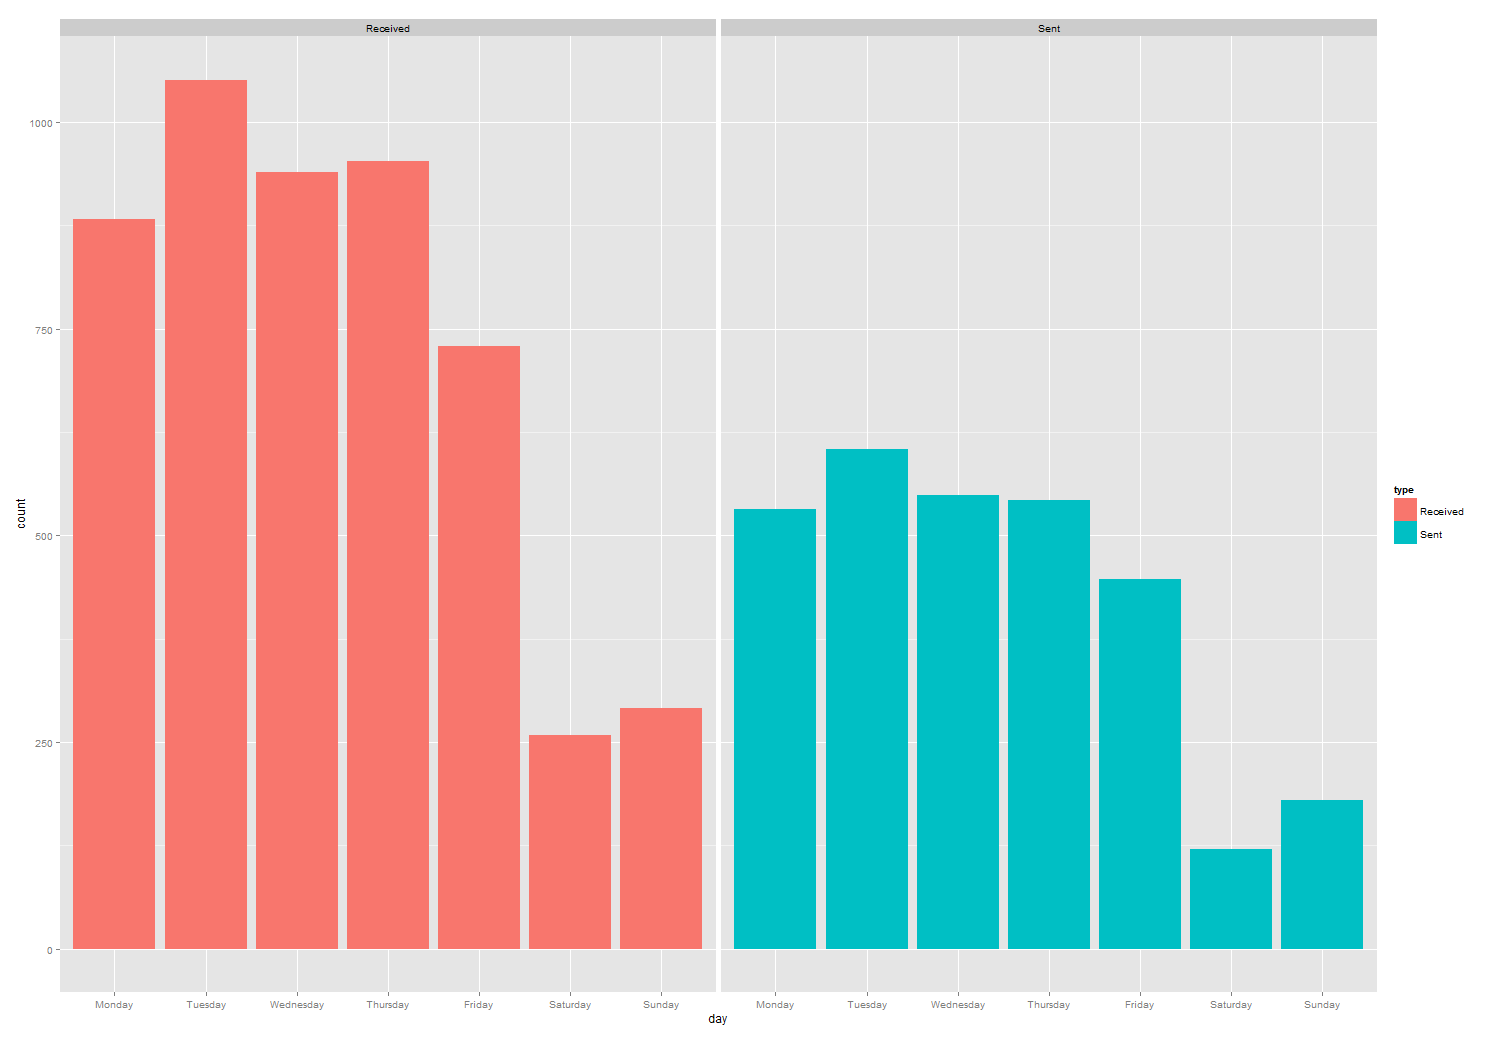 Received
Sent
1000
750
500
250
0
count
Monday Tuesday Wednesday Thursday Friday Saturday Sunday
Monday Tuesday Wednesday Thursday Friday Saturday Sunday
day
type
Received
Sent